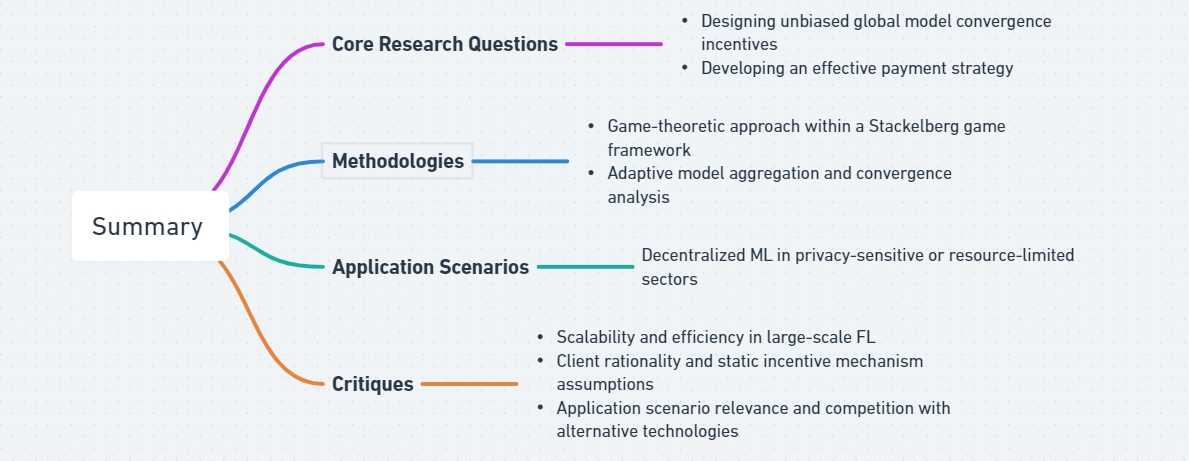 Summary
Core Research Questions
• Designing unbiased global model convergence
incentives
• Developing an effective payment strategy
Methodologies
• Game-theoretic approach within a Stackelberg game
framework
• Adaptive model aggregation and convergence
analysis
Application Scenarios
Decentralized ML in privacy-sensitive or resource-limited
sectors
Critiques
• Scalability and efficiency in large-scale FL
• Client rationality and static incentive mechanism
assumptions
• Application scenario relevance and competition with
alternative technologies